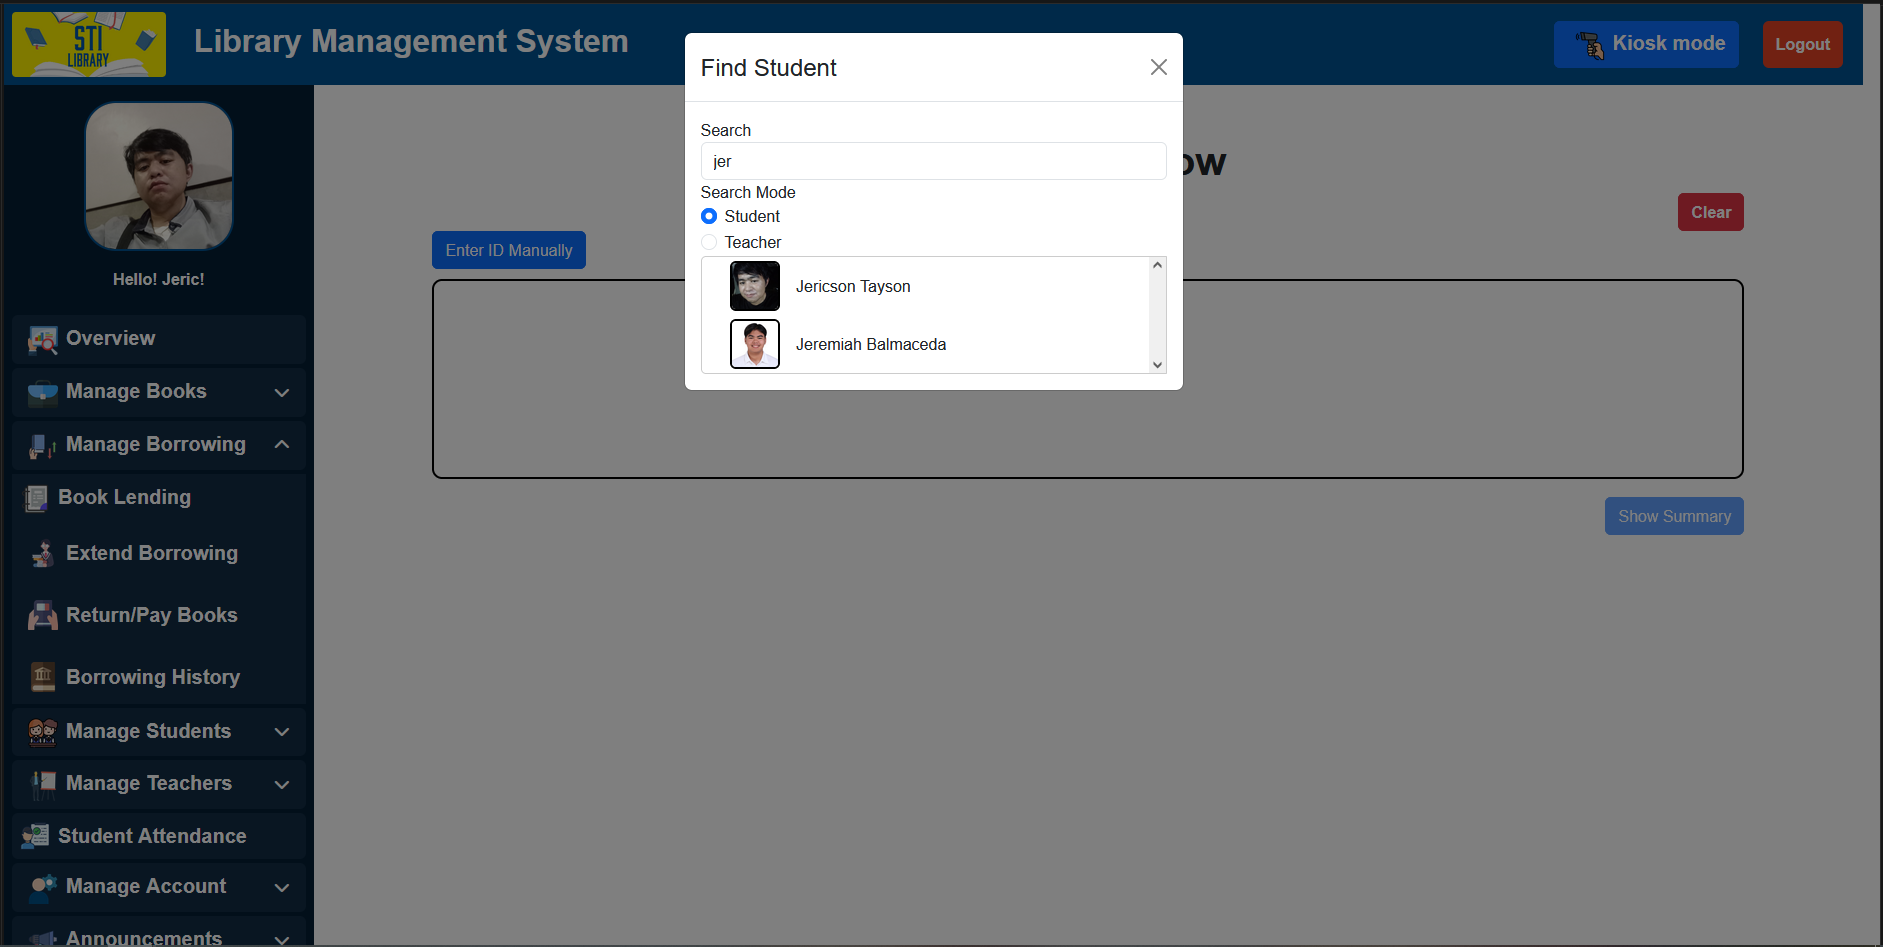 STI
LIBRARY
Library Management System
Kiosk mode
Logout
Hello! Jeric!
Overview
Manage Books
Manage Borrowing
Book Lending
Extend Borrowing
Return/Pay Books
Borrowing History
Manage Students
Manage Teachers
Student Attendance
Manage Account
Announcements
Find Student
Search
jer
Search Mode
Student
Teacher
Jericson Tayson
Jeremiah Balmaceda
ow
Clear
Enter ID Manually
Show Summary